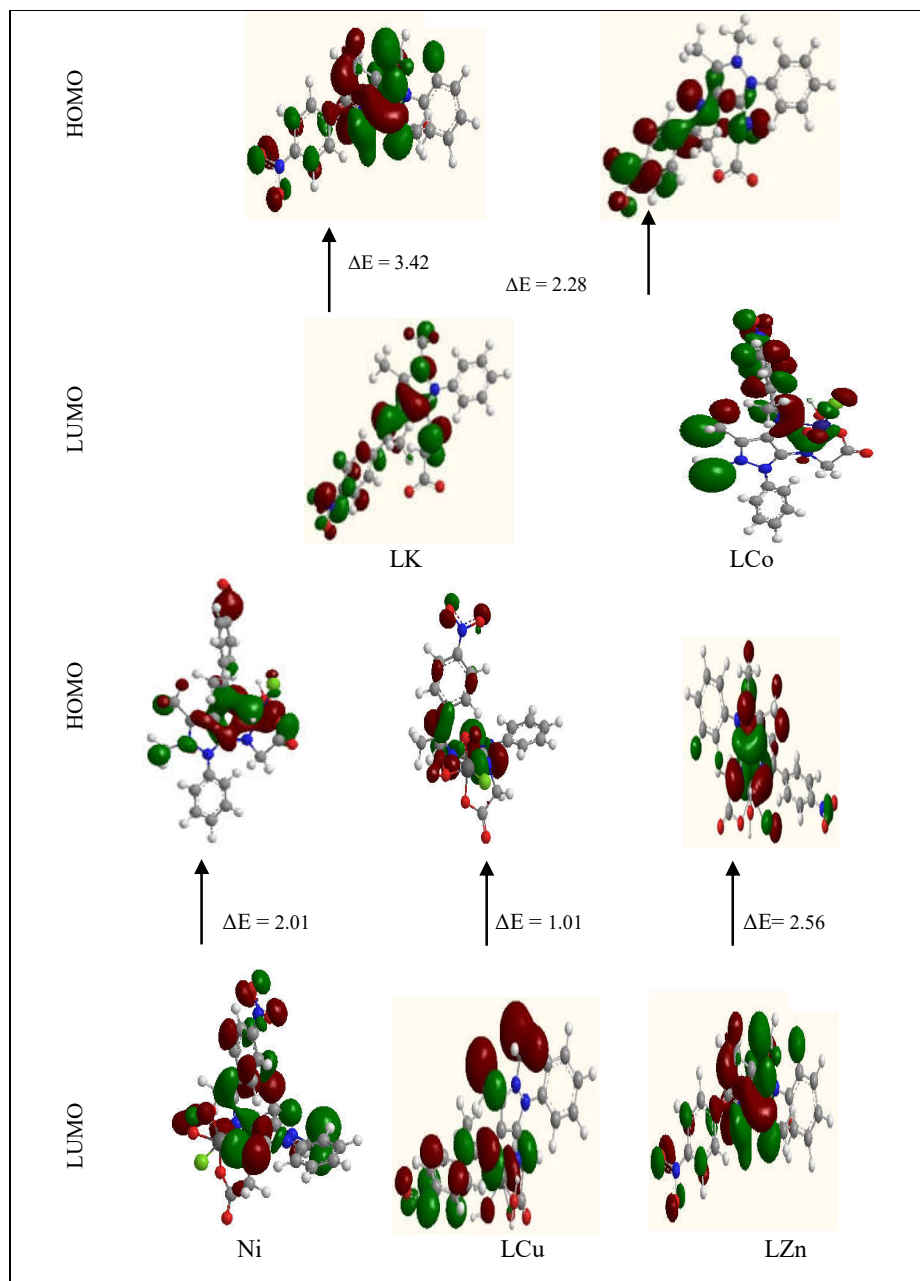 HOMO
ΔE = 3.42
ΔE = 2.28
LUMO
LK
LCo
HOMO
ΔE = 2.01
ΔE = 1.01
ΔE= 2.56
LUMO
Ni
LCu
LZn